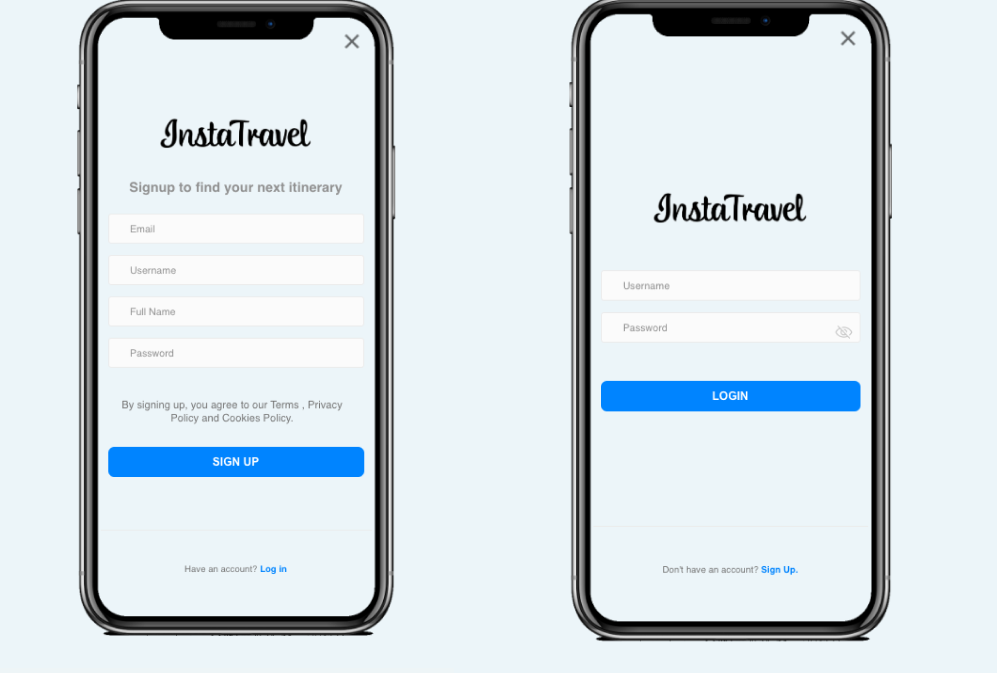 InstaTravel
Signup to find your next itinerary
Email
Username
Full Name
Password
By signing up, you agree to our Terms , Privacy
Policy and Cookies Policy.
SIGN UP
Have an account? Log in
InstaTravel
Username
Password
LOGIN
Don't have an account? Sign Up.